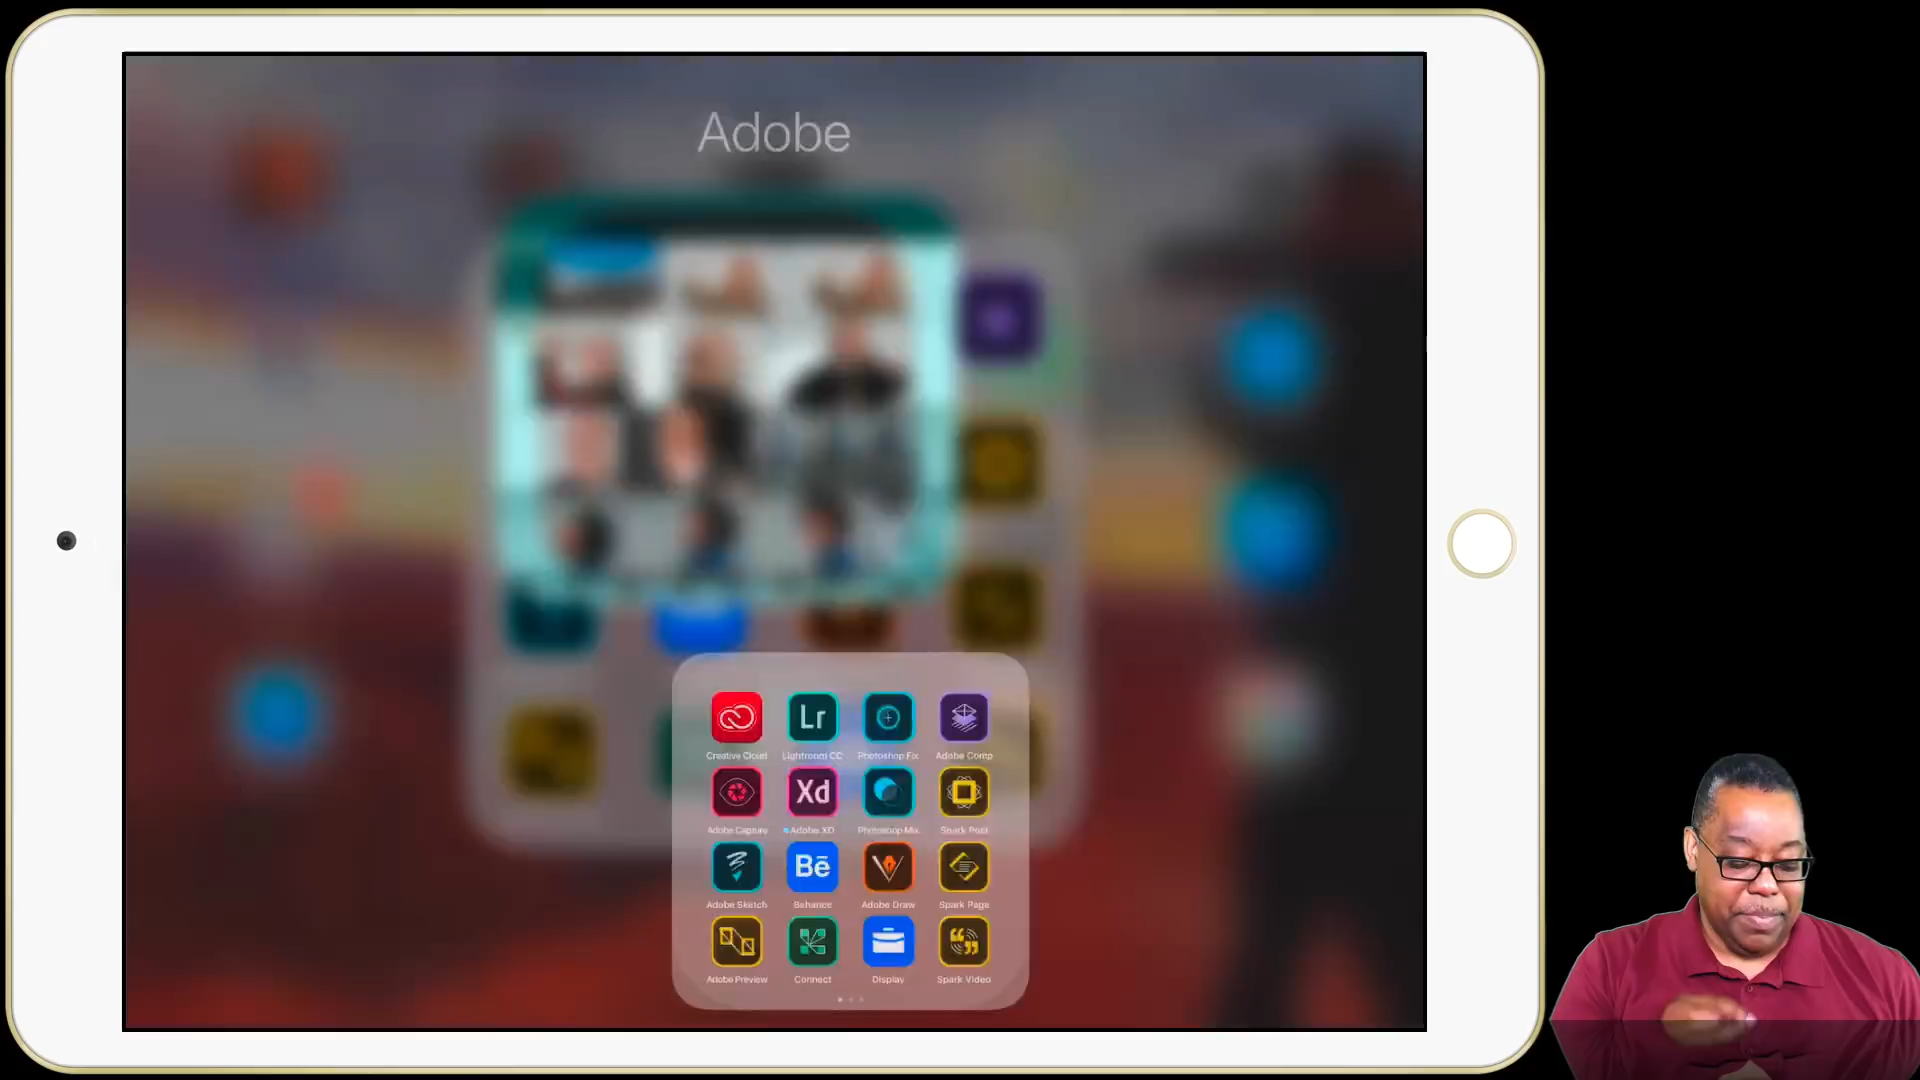 Adobe
Lr
Creative Cloud Lightroom CC Photoshop Fix Adobe Comp
Xd
Adobe Capture Adobe XD Photoshop Mix Spark Post
Bē
Adobe Sketch Behance Adobe Draw Spark Page
Adobe Preview Connect Display Spark Video